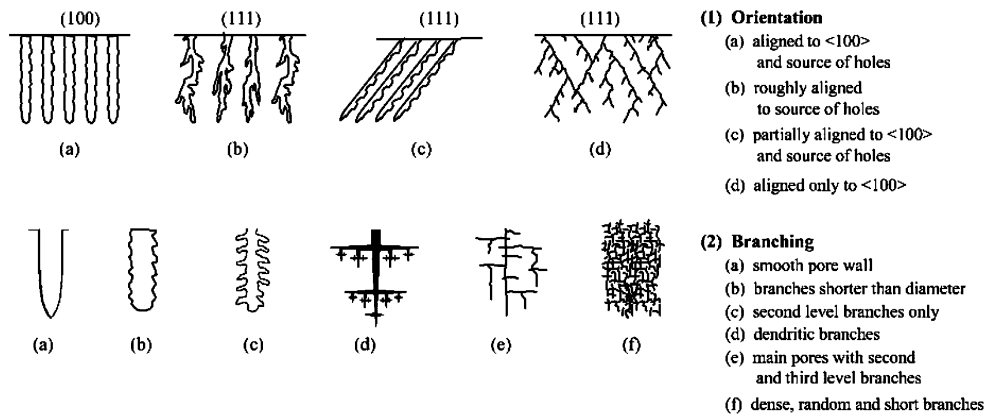 (100)
(111)
(111)
(111)
(a)
(b)
(c)
(d)
(a)
(b)
(c)
(d)
(e)
(f)
(1) Orientation
(a) aligned to <100>
and source of holes
(b) roughly aligned
to source of holes
(c) partially aligned to <100>
and source of holes
(d) aligned only to <100>
(2) Branching
(a) smooth pore wall
(b) branches shorter than diameter
(c) second level branches only
(d) dendritic branches
(e) main pores with second
and third level branches
(f) dense, random and short branches